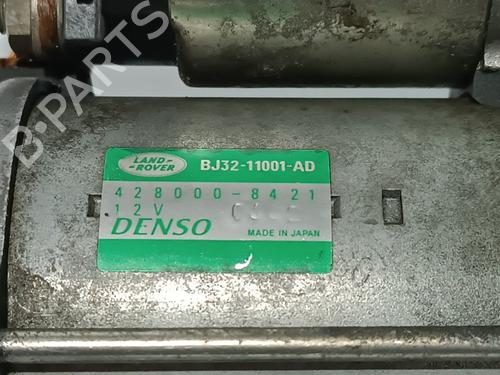 B-PARTS
LAND-
-ROVER
BJ32-11001-AD
428000-8421
12V
DENSO
MADE IN JAPAN